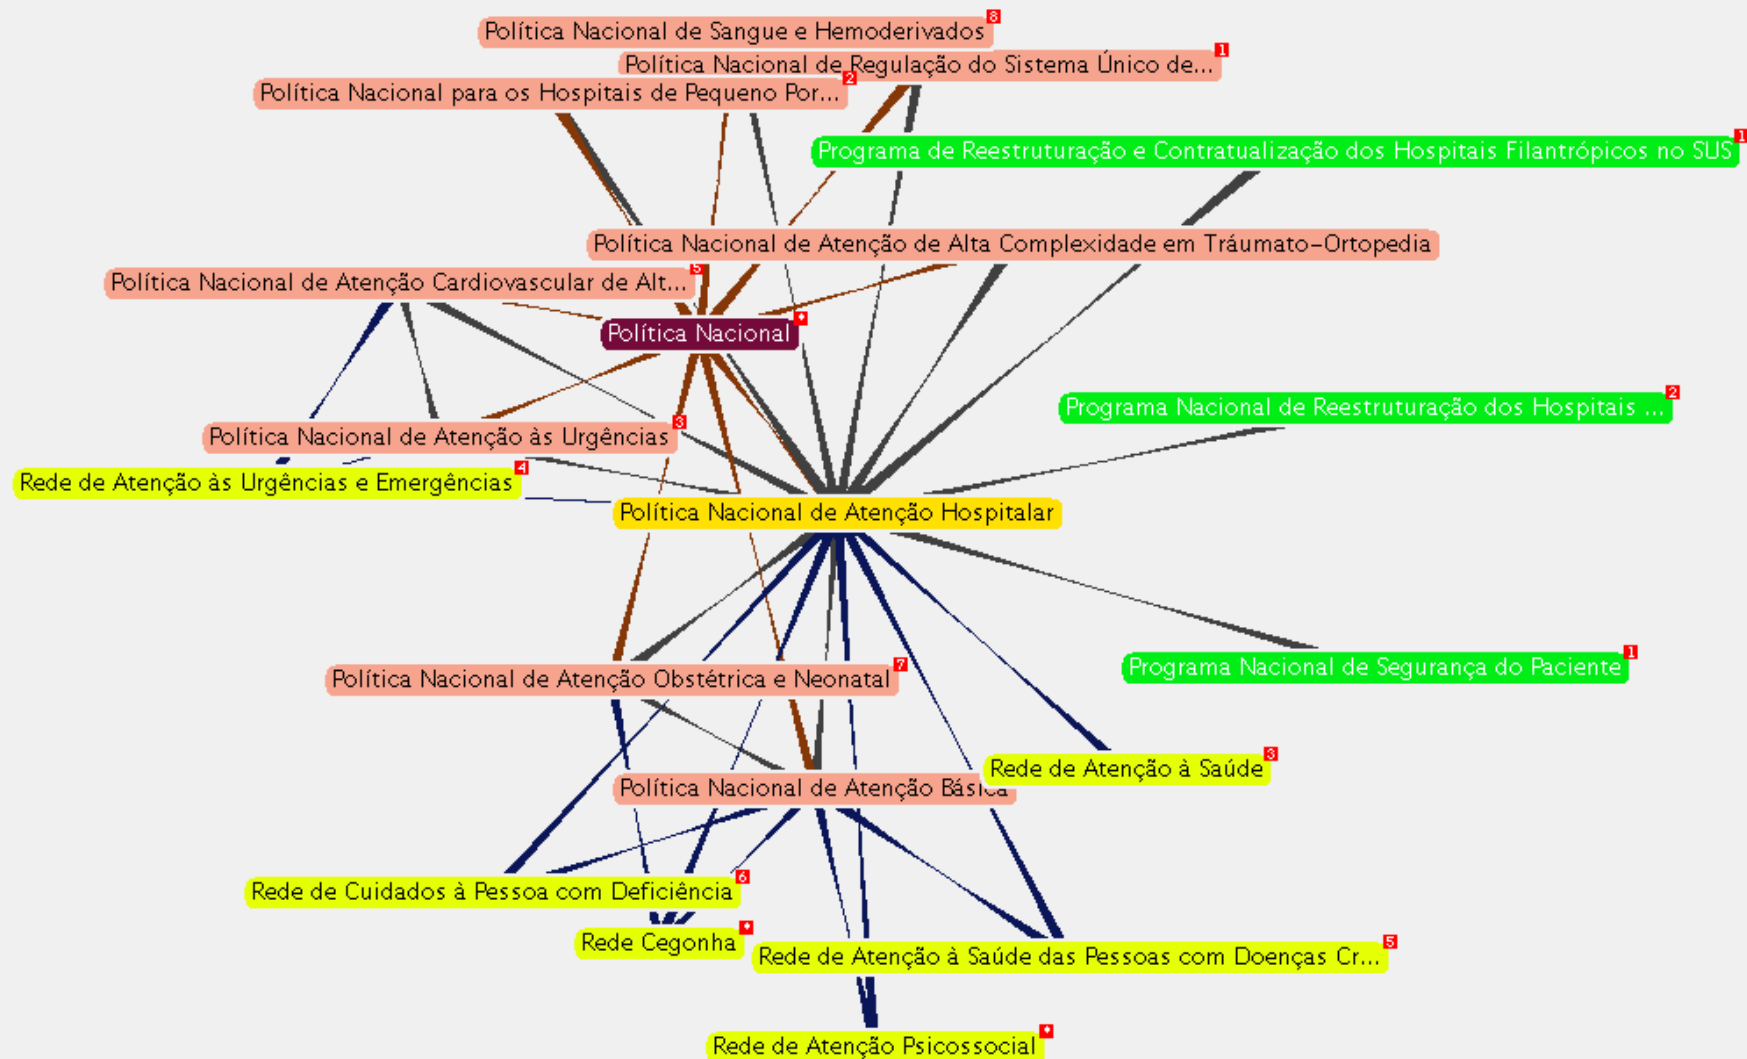 Política Nacional de Sangue e Hemoderivados 8
Política Nacional de Regulação do Sistema Único de... 1
Política Nacional para os Hospitais de Pequeno Por... 2
Programa de Reestruturação e Contratualização dos Hospitais Filantrópicos no SUS 1
Política Nacional de Atenção de Alta Complexidade em Tráumato-Ortopedia
Política Nacional de Atenção Cardiovascular de Alt... 5
Política Nacional
Programa Nacional de Reestruturação dos Hospitais ... 2
Política Nacional de Atenção às Urgências 3
Rede de Atenção às Urgências e Emergências 4
Política Nacional de Atenção Hospitalar
Programa Nacional de Segurança do Paciente 1
Política Nacional de Atenção Obstétrica e Neonatal 7
Rede de Atenção à Saúde 3
Política Nacional de Atenção Básica
Rede de Cuidados à Pessoa com Deficiência 6
Rede Cegonha
Rede de Atenção à Saúde das Pessoas com Doenças Cr... 5
Rede de Atenção Psicossocial